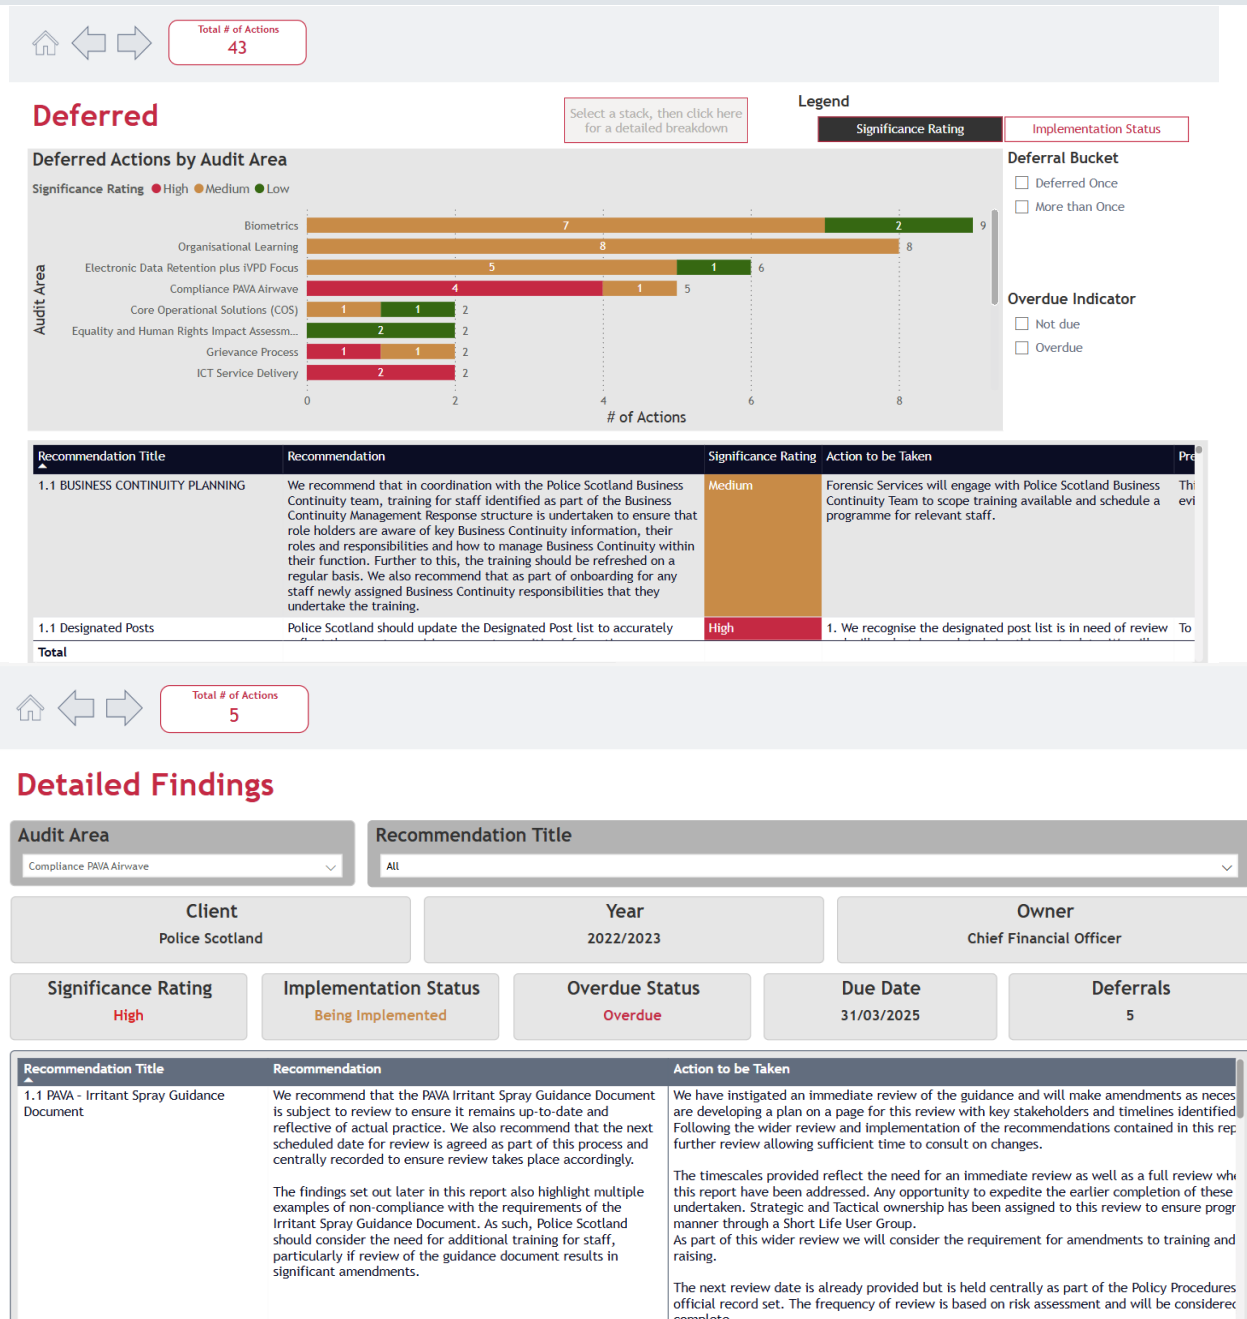 Total # of Actions
43
Deferred
Select a stack, then click here
for a detailed breakdown
Legend
Significance Rating
Implementation Status
Deferred Actions by Audit Area
Significance Rating High Medium Low
Deferral Bucket
Deferred Once
More than Once
Overdue Indicator
Not due
Overdue
Audit Area
Biometrics 7 2 9
Organisational Learning 8 8
Electronic Data Retention plus iVPD Focus 5 1 6
Compliance PAVA Airwave 4 1 5
Core Operational Solutions (COS) 1 1 2
Equality and Human Rights Impact Assessm... 2 2
Grievance Process 1 1 2
ICT Service Delivery 2 2
0 2 4 6 8
# of Actions
Recommendation Title Recommendation Significance Rating Action to be Taken Pre
1.1 BUSINESS CONTINUITY PLANNING
We recommend that in coordination with the Police Scotland Business
Continuity team, training for staff identified as part of the Business
Continuity Management Response structure is undertaken to ensure that
role holders are aware of key Business Continuity information, their
roles and responsibilities and how to manage Business Continuity within
their function. Further to this, the training should be refreshed on a
regular basis. We also recommend that as part of onboarding for any
staff newly assigned Business Continuity responsibilities that they
undertake the training.
Medium
Forensic Services will engage with Police Scotland Business
Continuity Team to scope training available and schedule a
programme for relevant staff.
Thi
evi
1.1 Designated Posts
Police Scotland should update the Designated Post list to accurately
High
1. We recognise the designated post list is in need of review
To
Total
Total # of Actions
5
Detailed Findings
Audit Area
Compliance PAVA Airwave
Recommendation Title
All
Client
Police Scotland
Year
2022/2023
Owner
Chief Financial Officer
Significance Rating
High
Implementation Status
Being Implemented
Overdue Status
Overdue
Due Date
31/03/2025
Deferrals
5
Recommendation Title Recommendation Action to be Taken
1.1 PAVA - Irritant Spray Guidance
Document
We recommend that the PAVA Irritant Spray Guidance Document
is subject to review to ensure it remains up-to-date and
reflective of actual practice. We also recommend that the next
scheduled date for review is agreed as part of this process and
centrally recorded to ensure review takes place accordingly.
The findings set out later in this report also highlight multiple
examples of non-compliance with the requirements of the
Irritant Spray Guidance Document. As such, Police Scotland
should consider the need for additional training for staff,
particularly if review of the guidance document results in
significant amendments.
We have instigated an immediate review of the guidance and will make amendments as neces
are developing a plan on a page for this review with key stakeholders and timelines identified
Following the wider review and implementation of the recommendations contained in this rep
further review allowing sufficient time to consult on changes.
The timescales provided reflect the need for an immediate review as well as a full review whe
this report have been addressed. Any opportunity to expedite the earlier completion of these
undertaken. Strategic and Tactical ownership has been assigned to this review to ensure progr
manner through a Short Life User Group.
As part of this wider review we will consider the requirement for amendments to training and
raising.
The next review date is already provided but is held centrally as part of the Policy Procedures
official record set. The frequency of review is based on risk assessment and will be considered